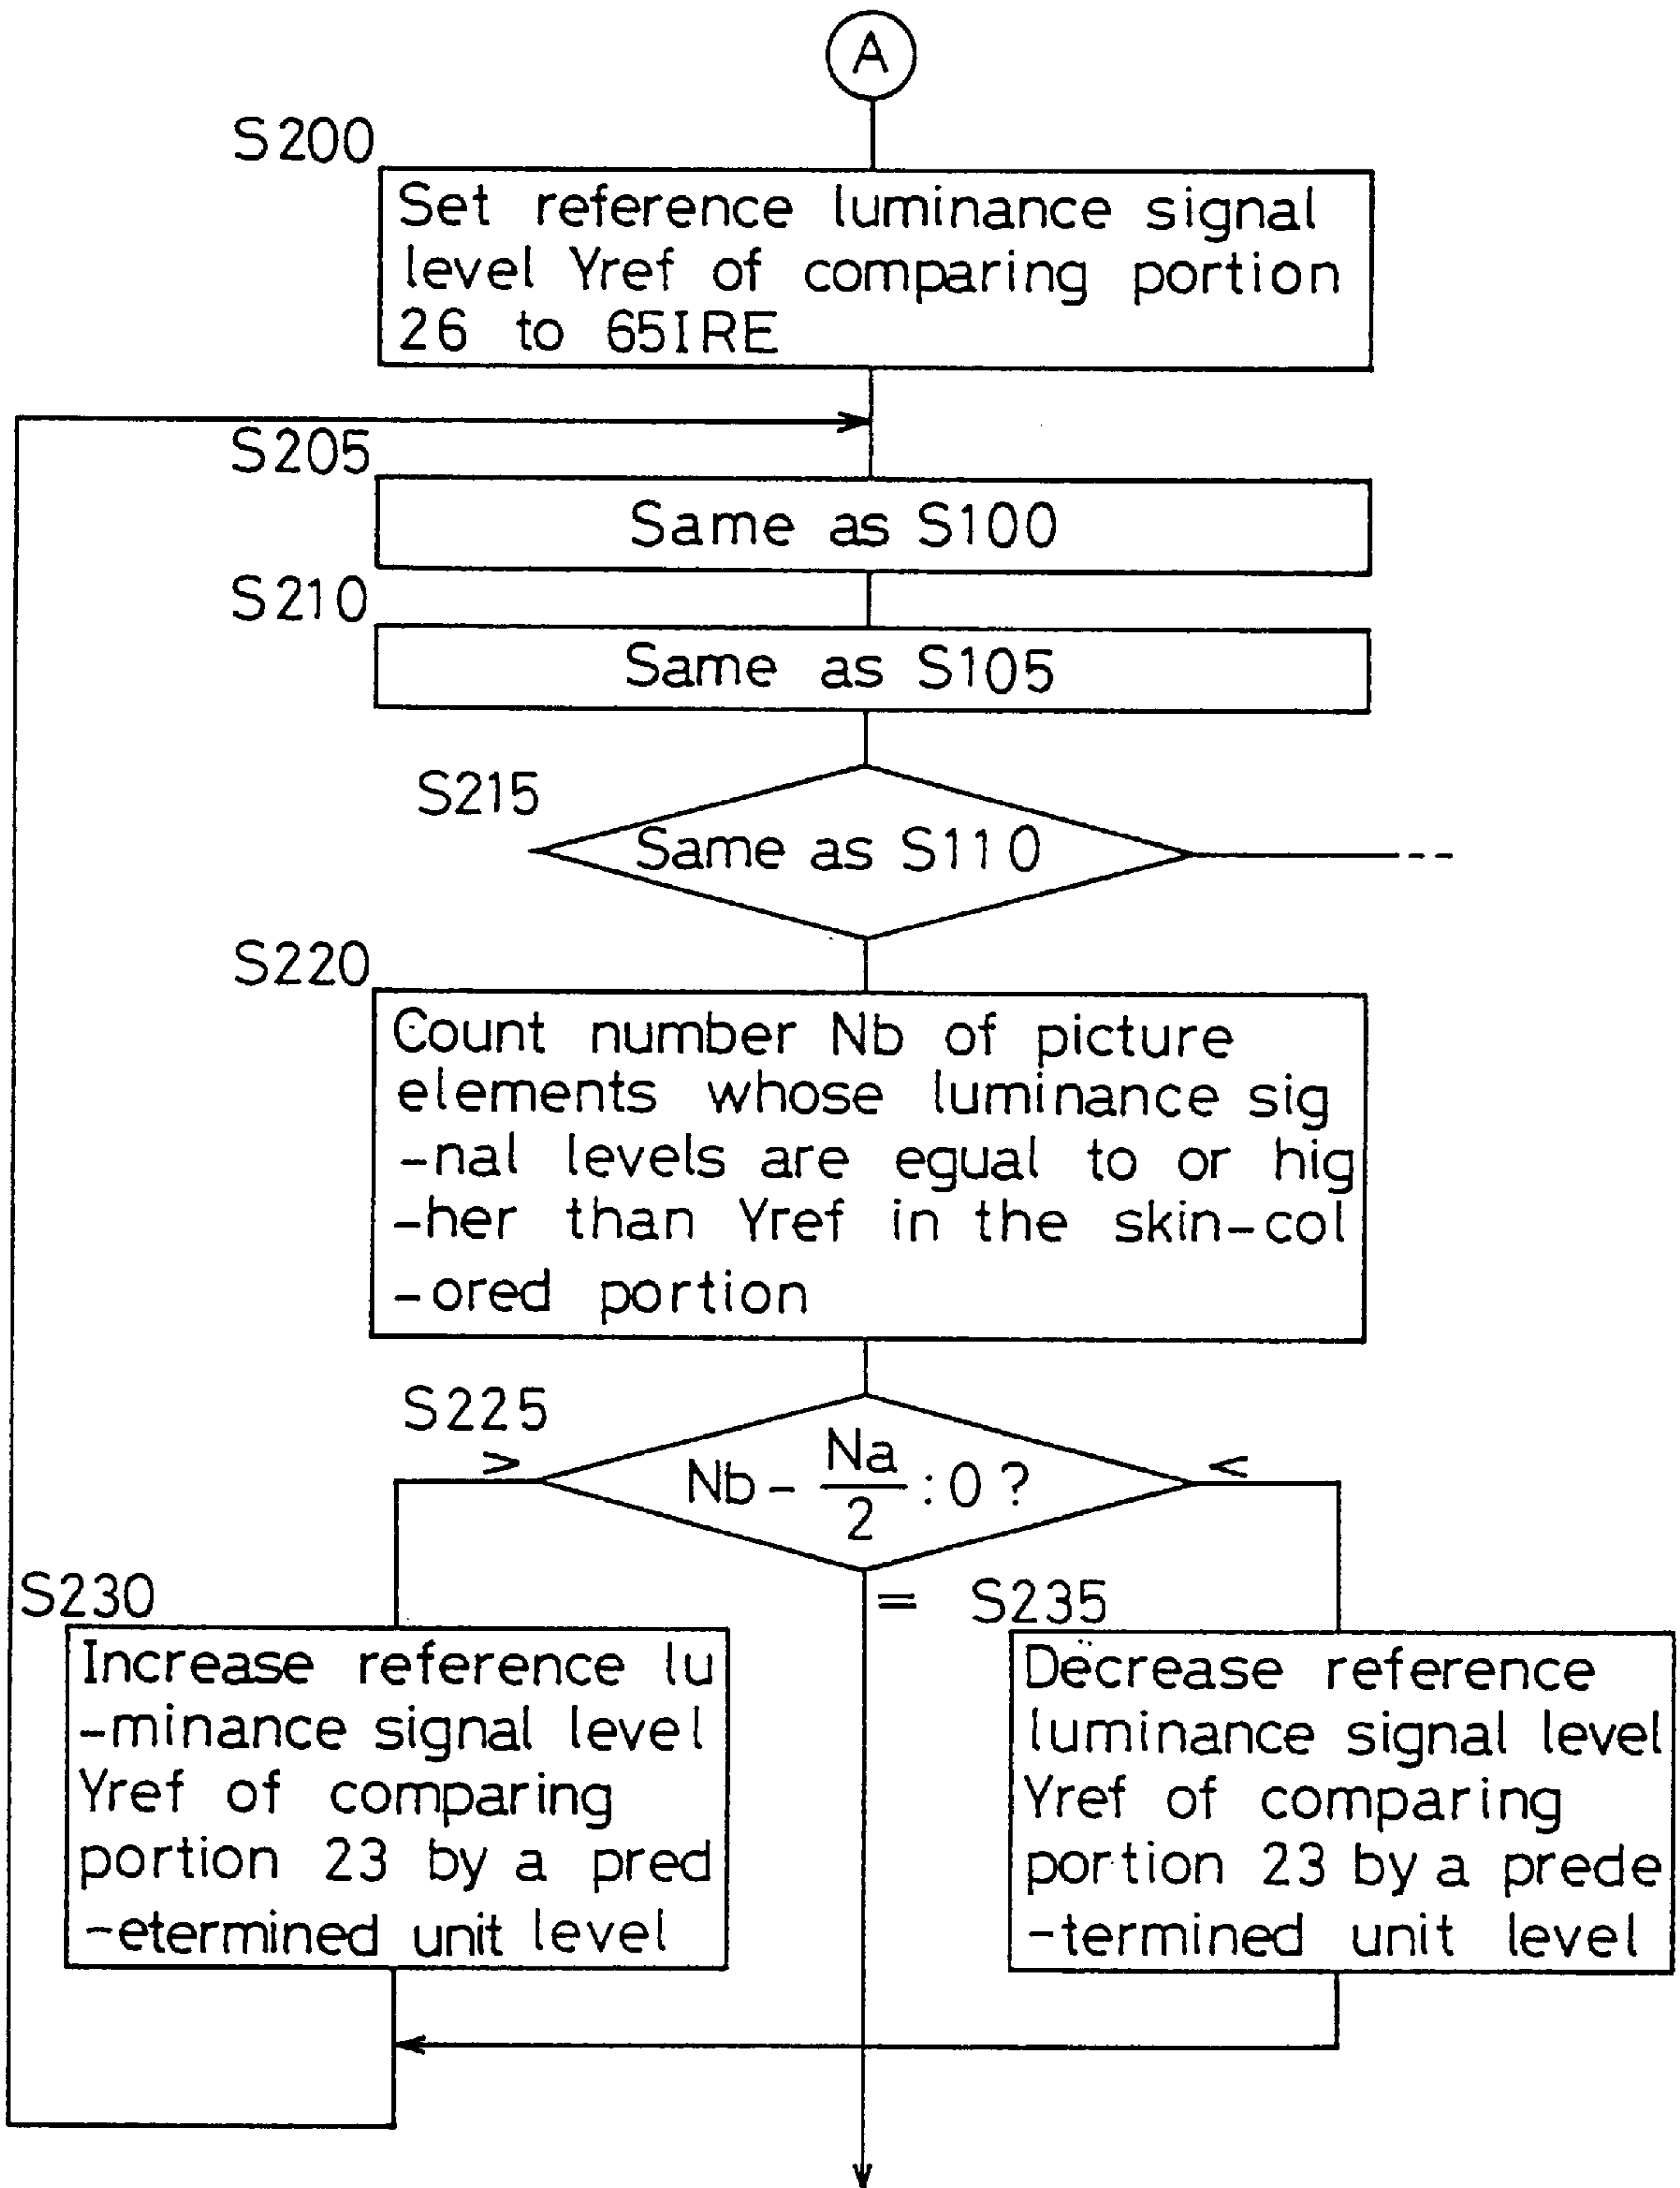 A
S200
Set reference luminance signal
level Yref of comparing portion
26 to 65IRE
S205
Same as S100
S210
Same as S105
S215
Same as S110
S220
Count number Nb of picture
elements whose luminance sig
-nal levels are equal to or hig
-her than Yref in the skin-col
-ored portion
S225
> Nb - Na/2 : 0 ? <
=
S230
Increase reference lu
-minance signal level
Yref of comparing
portion 23 by a pred
-etermined unit level
S235
Decrease reference
luminance signal level
Yref of comparing
portion 23 by a prede
-termined unit level